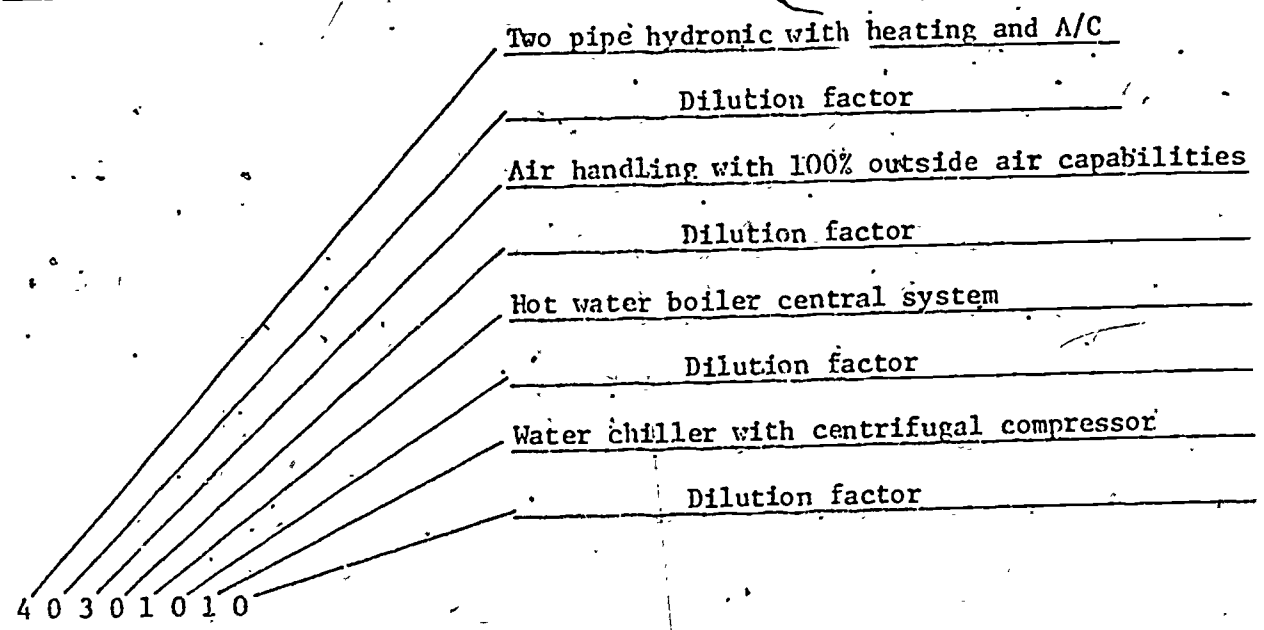 Two pipe hydronic with heating and A/C
Dilution factor
Air handling with 100% outside air capabilities
Dilution factor
Hot water boiler central system
Dilution factor
Water chiller with centrifugal compressor
Dilution factor
4 0 3 0 1 0 1 0